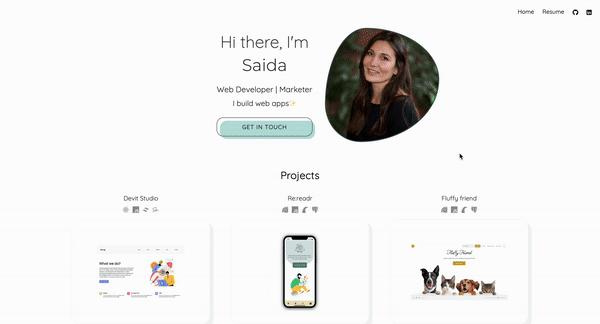 Home Resume
Hi there, I'm
Saida
Web Developer | Marketer
I build web apps✨
GET IN TOUCH
Projects
Devit Studio Re:readr Fluffy friend
What we do?
Fluffy Friend